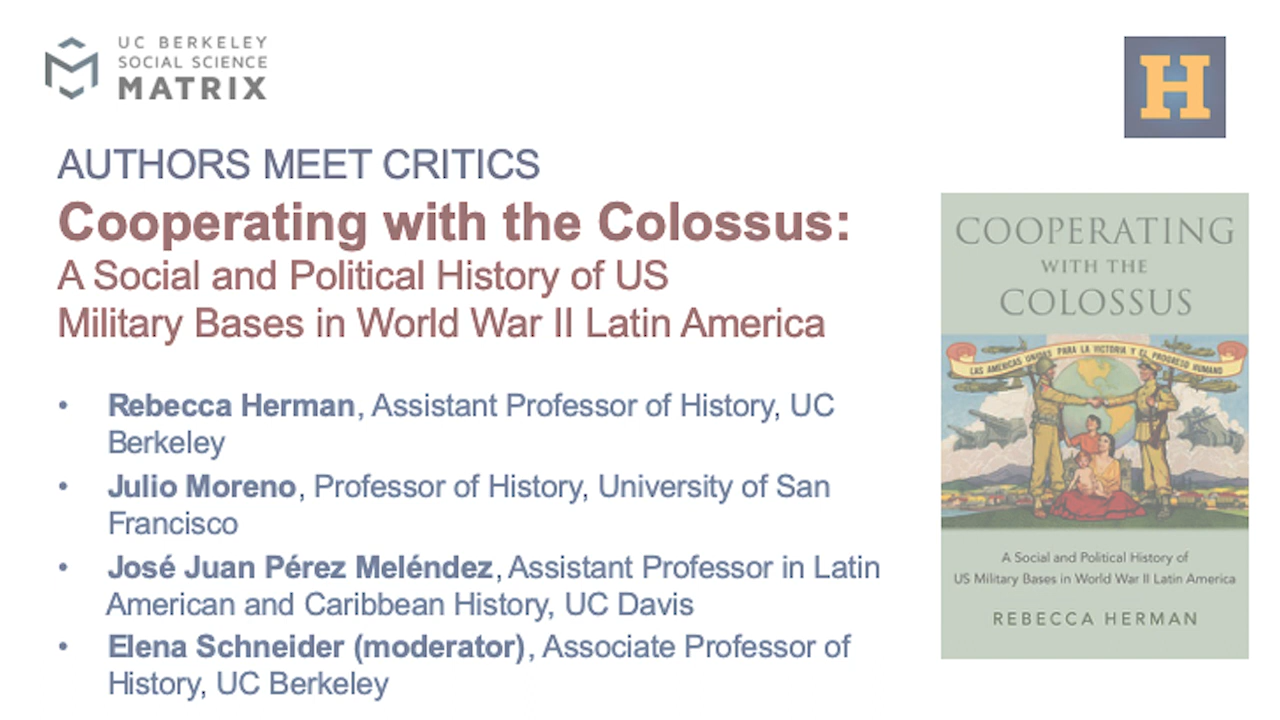 UC BERKELEY
SOCIAL SCIENCE
MATRIX
H
AUTHORS MEET CRITICS
Cooperating with the Colossus:
A Social and Political History of US
Military Bases in World War II Latin America
• Rebecca Herman, Assistant Professor of History, UC
Berkeley
• Julio Moreno, Professor of History, University of San
Francisco
• José Juan Pérez Meléndez, Assistant Professor in Latin
American and Caribbean History, UC Davis
• Elena Schneider (moderator), Associate Professor of
History, UC Berkeley
COOPERATING
WITH THE
COLOSSUS
LAS AMERICAS UNIDAS PARA LA VICTORIA Y EL PROGRESO HUMANO
A Social and Political History of
US Military Bases in World War II Latin America
REBECCA HERMAN